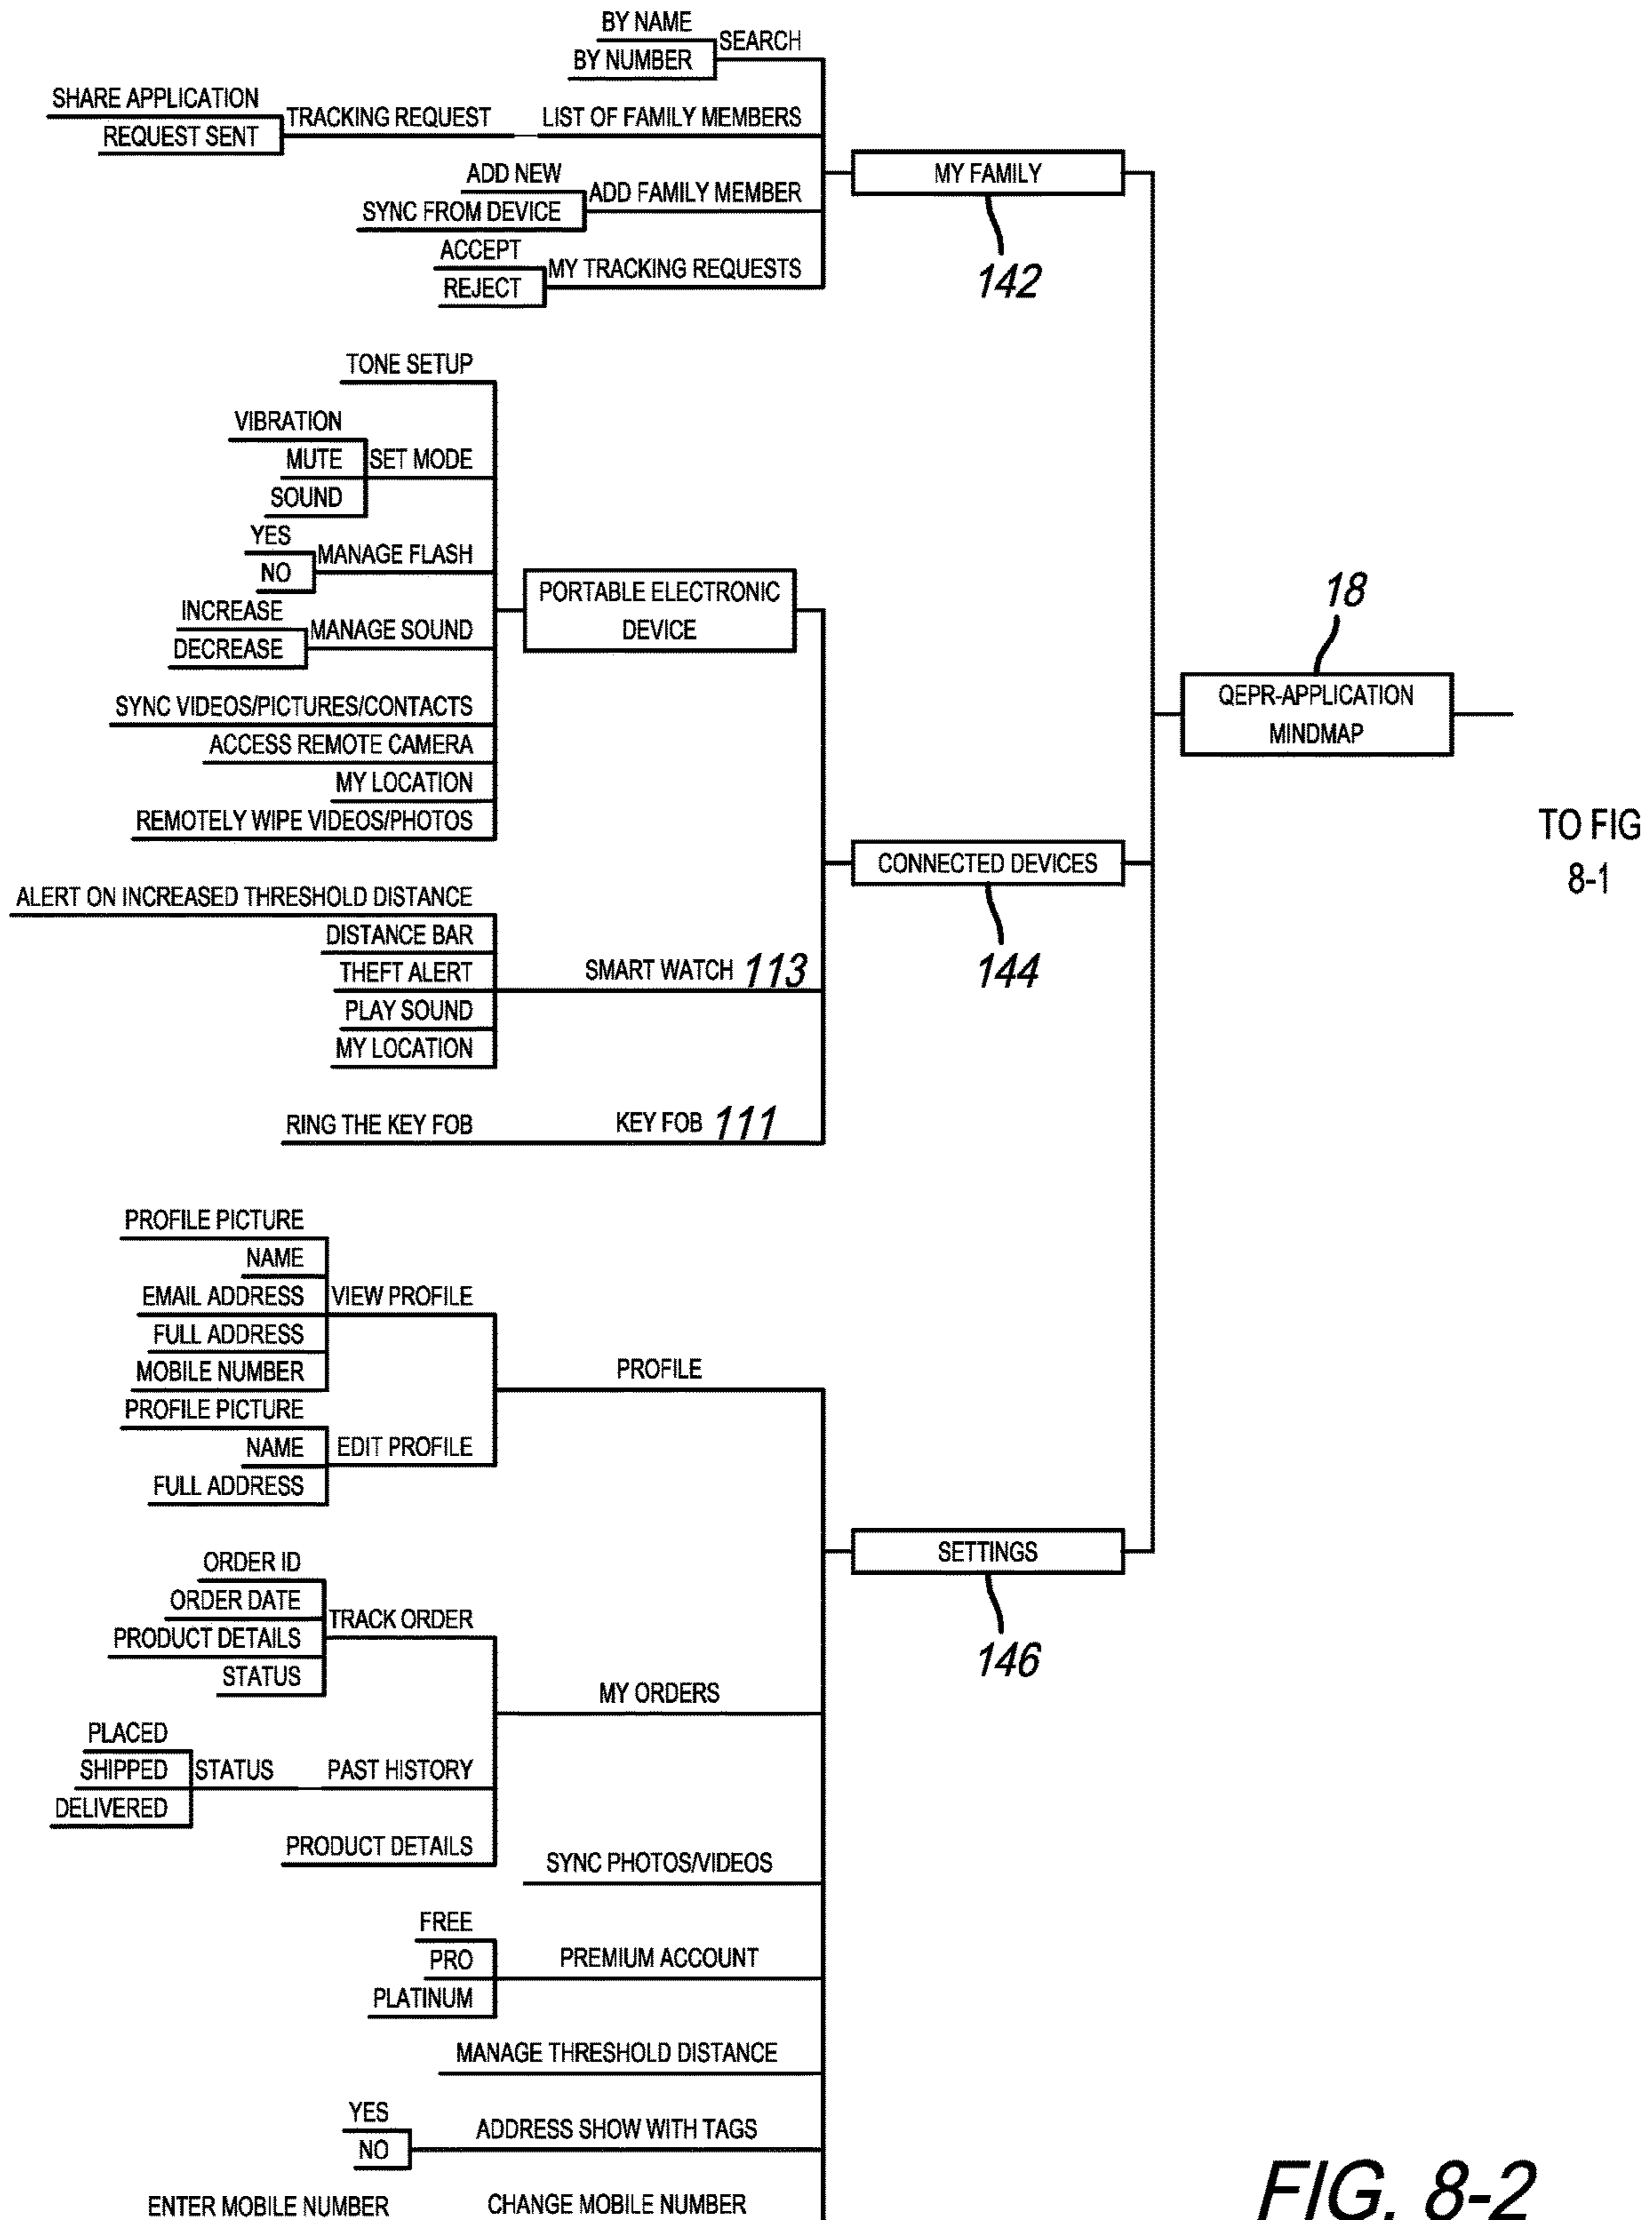 BY NAME
BY NUMBER
SEARCH
SHARE APPLICATION
REQUEST SENT
TRACKING REQUEST
LIST OF FAMILY MEMBERS
ADD NEW
SYNC FROM DEVICE
ADD FAMILY MEMBER
ACCEPT
REJECT
MY TRACKING REQUESTS
MY FAMILY
142
TONE SETUP
VIBRATION
MUTE
SOUND
SET MODE
YES
NO
MANAGE FLASH
INCREASE
DECREASE
MANAGE SOUND
SYNC VIDEOS/PICTURES/CONTACTS
ACCESS REMOTE CAMERA
MY LOCATION
REMOTELY WIPE VIDEOS/PHOTOS
PORTABLE ELECTRONIC
DEVICE
ALERT ON INCREASED THRESHOLD DISTANCE
DISTANCE BAR
THEFT ALERT
PLAY SOUND
MY LOCATION
SMART WATCH 113
RING THE KEY FOB
KEY FOB 111
CONNECTED DEVICES
144
18
QEPR-APPLICATION
MINDMAP
TO FIG
8-1
PROFILE PICTURE
NAME
EMAIL ADDRESS
FULL ADDRESS
MOBILE NUMBER
VIEW PROFILE
PROFILE PICTURE
NAME
FULL ADDRESS
EDIT PROFILE
PROFILE
ORDER ID
ORDER DATE
PRODUCT DETAILS
STATUS
TRACK ORDER
PLACED
SHIPPED
DELIVERED
STATUS
PAST HISTORY
PRODUCT DETAILS
MY ORDERS
SYNC PHOTOS/VIDEOS
FREE
PRO
PLATINUM
PREMIUM ACCOUNT
MANAGE THRESHOLD DISTANCE
YES
NO
ADDRESS SHOW WITH TAGS
ENTER MOBILE NUMBER
CHANGE MOBILE NUMBER
SETTINGS
146
FIG. 8-2